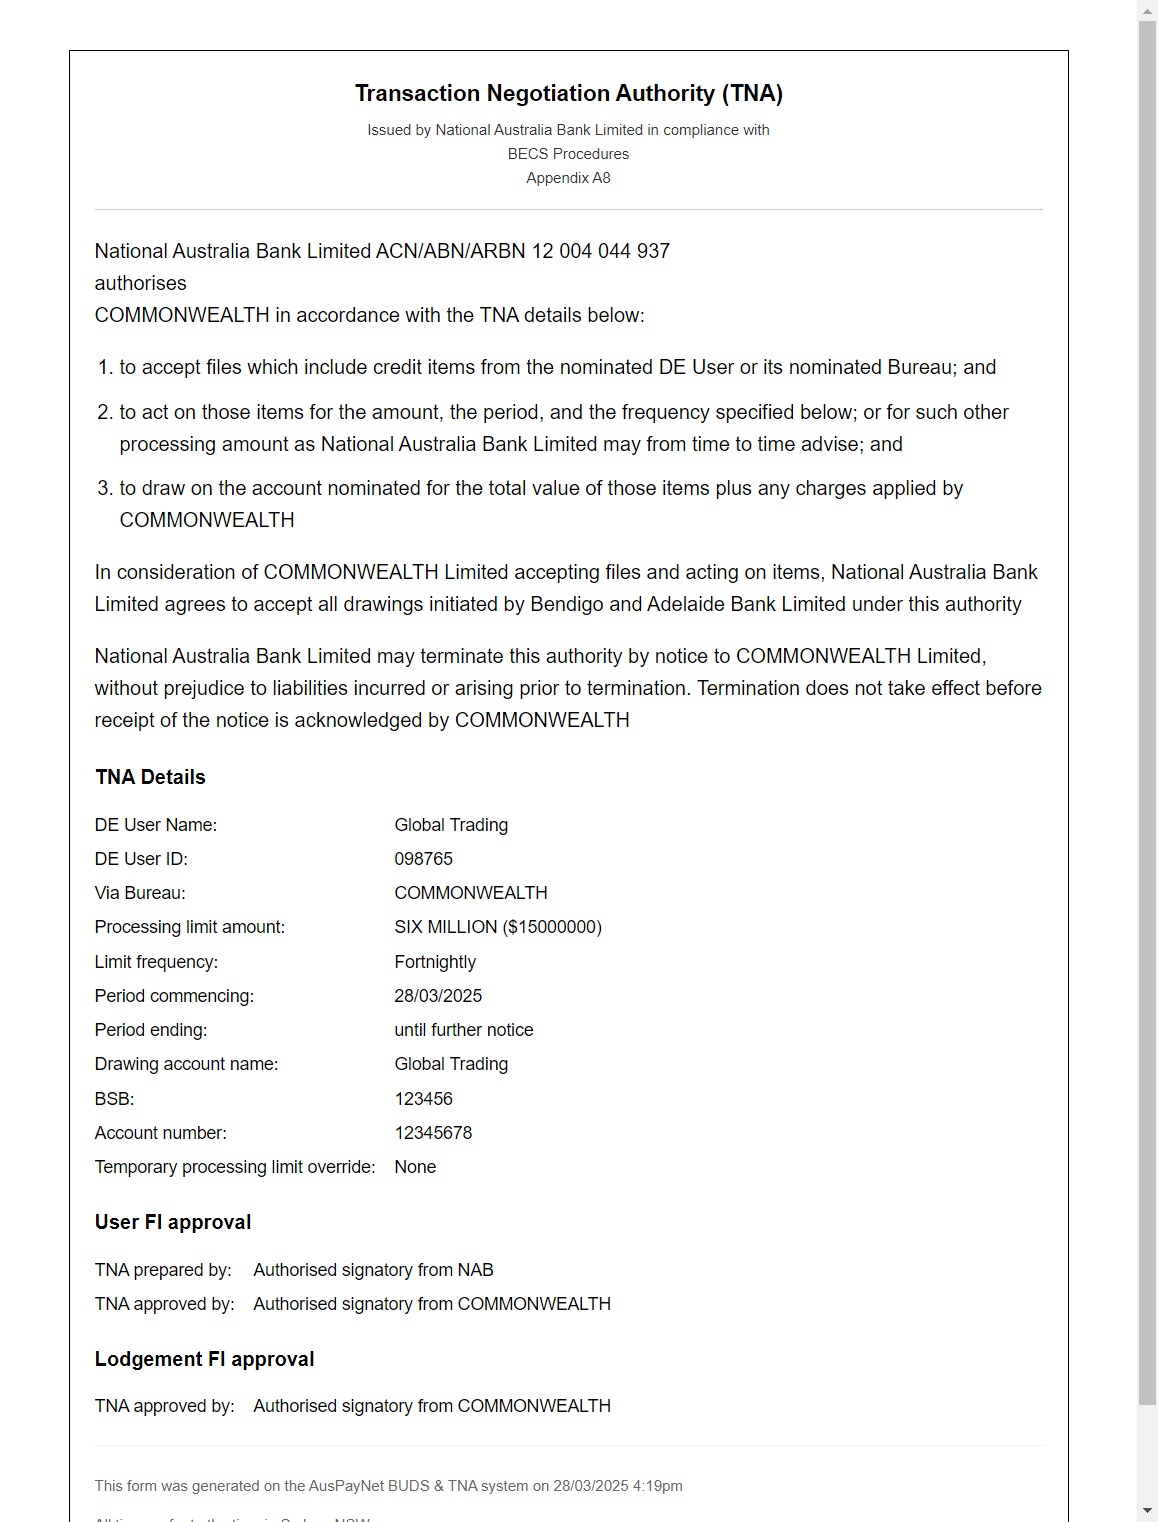 Transaction Negotiation Authority (TNA)
Issued by National Australia Bank Limited in compliance with
BECS Procedures
Appendix A8
National Australia Bank Limited ACN/ABN/ARBN 12 004 044 937
authorises
COMMONWEALTH in accordance with the TNA details below:
1. to accept files which include credit items from the nominated DE User or its nominated Bureau; and
2. to act on those items for the amount, the period, and the frequency specified below; or for such other
processing amount as National Australia Bank Limited may from time to time advise; and
3. to draw on the account nominated for the total value of those items plus any charges applied by
COMMONWEALTH
In consideration of COMMONWEALTH Limited accepting files and acting on items, National Australia Bank
Limited agrees to accept all drawings initiated by Bendigo and Adelaide Bank Limited under this authority
National Australia Bank Limited may terminate this authority by notice to COMMONWEALTH Limited,
without prejudice to liabilities incurred or arising prior to termination. Termination does not take effect before
receipt of the notice is acknowledged by COMMONWEALTH
TNA Details
DE User Name: Global Trading
DE User ID: 098765
Via Bureau: COMMONWEALTH
Processing limit amount: SIX MILLION ($15000000)
Limit frequency: Fortnightly
Period commencing: 28/03/2025
Period ending: until further notice
Drawing account name: Global Trading
BSB: 123456
Account number: 12345678
Temporary processing limit override: None
User FI approval
TNA prepared by: Authorised signatory from NAB
TNA approved by: Authorised signatory from COMMONWEALTH
Lodgement FI approval
TNA approved by: Authorised signatory from COMMONWEALTH
This form was generated on the AusPayNet BUDS & TNA system on 28/03/2025 4:19pm